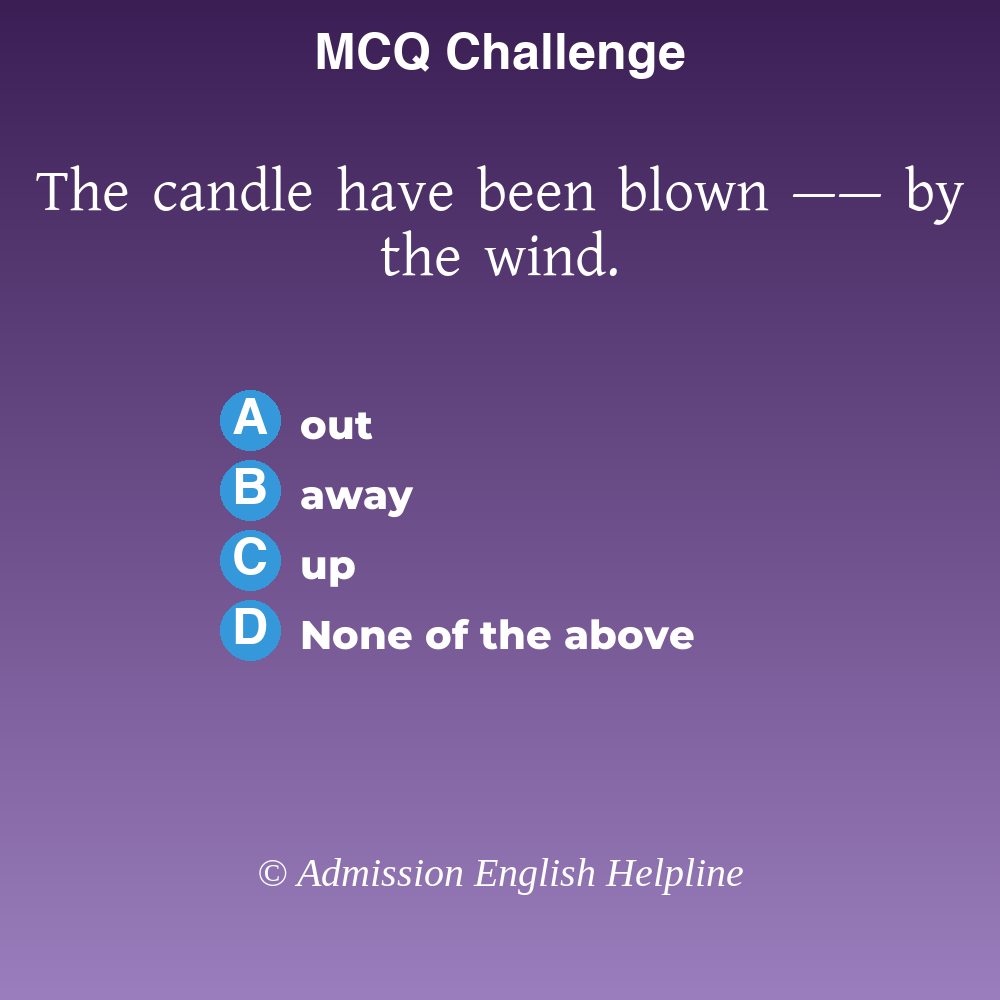 MCQ Challenge
The candle have been blown —— by
the wind.
A out
B away
C up
D None of the above
© Admission English Helpline